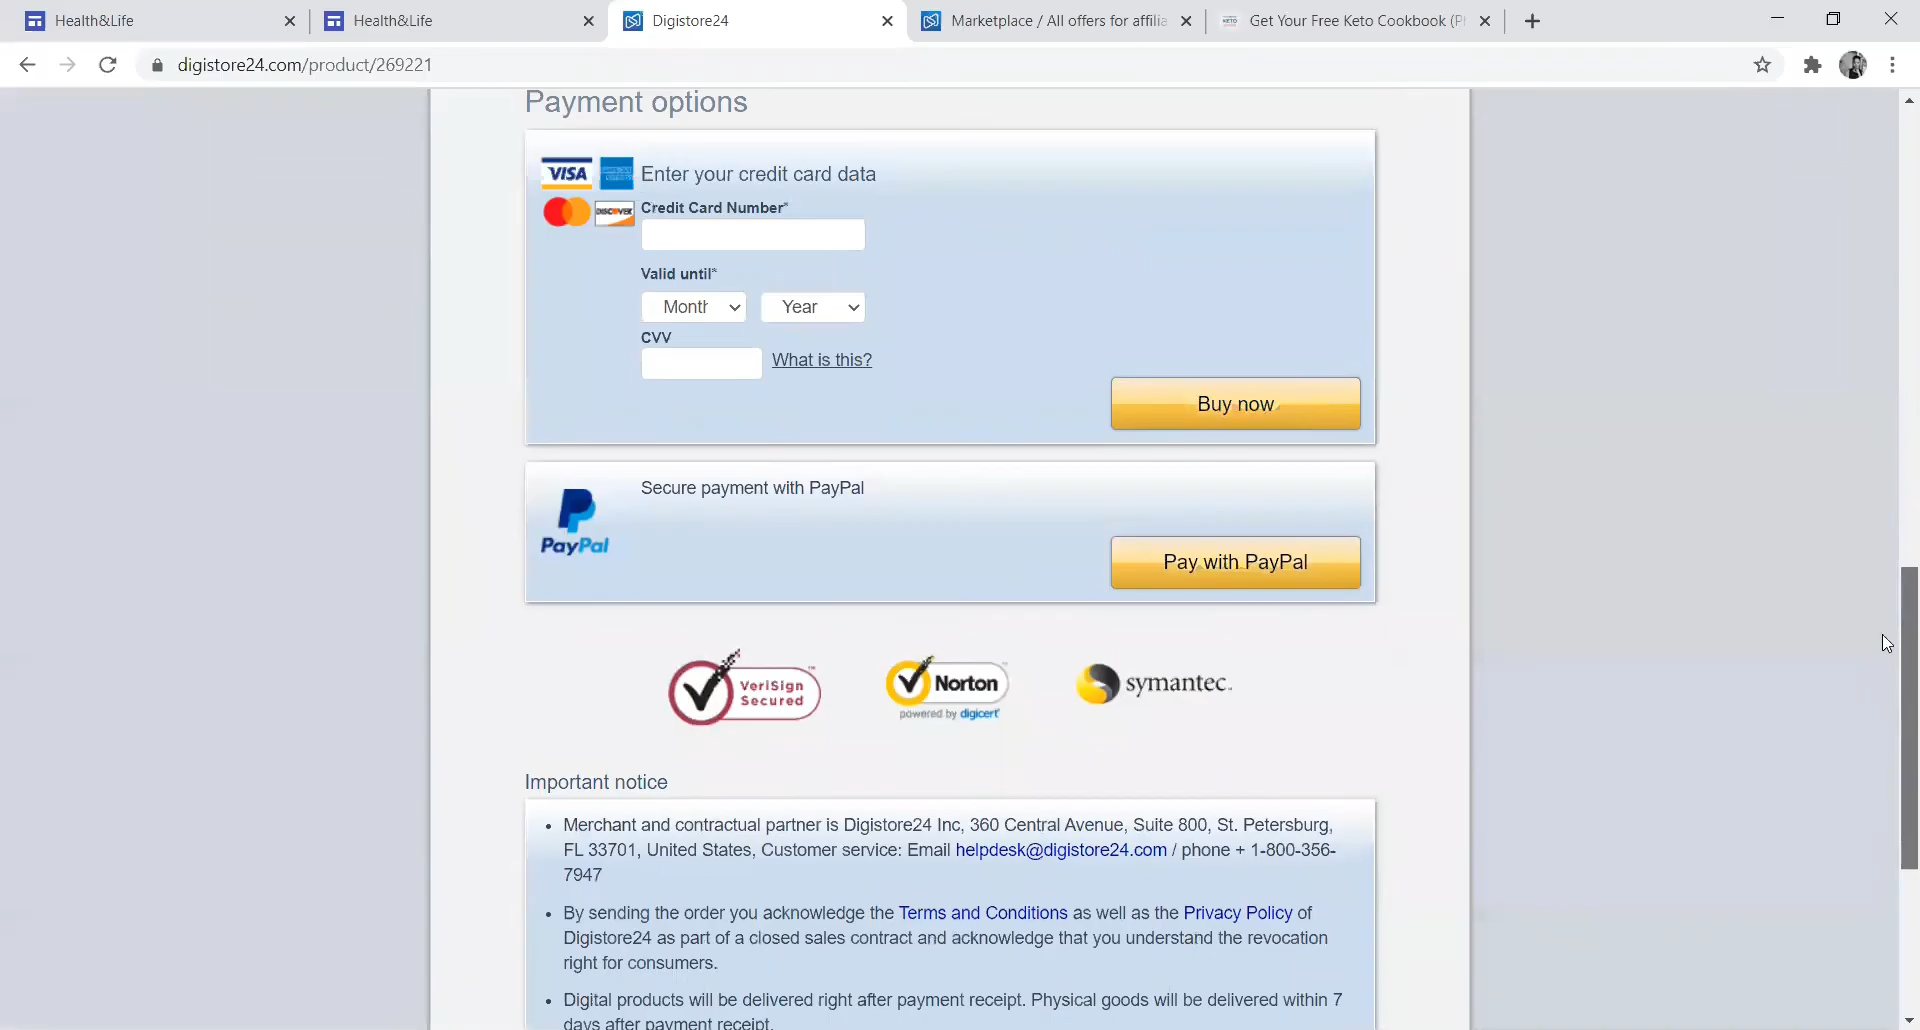 Health&Life
Health&Life
Digistore24
Marketplace / All offers for affilia
Get Your Free Keto Cookbook (P
digistore24.com/product/269221
Payment options
VISA
Enter your credit card data
DISCOVER
Credit Card Number*
Valid until*
Month
Year
CVV
What is this?
Buy now
Secure payment with PayPal
PayPal
Pay with PayPal
VeriSign
Secured
Norton
powered by digicert
symantec.
Important notice
• Merchant and contractual partner is Digistore24 Inc, 360 Central Avenue, Suite 800, St. Petersburg,
FL 33701, United States, Customer service: Email helpdesk@digistore24.com / phone + 1-800-356-
7947
• By sending the order you acknowledge the Terms and Conditions as well as the Privacy Policy of
Digistore24 as part of a closed sales contract and acknowledge that you understand the revocation
right for consumers.
• Digital products will be delivered right after payment receipt. Physical goods will be delivered within 7
days after payment receipt.